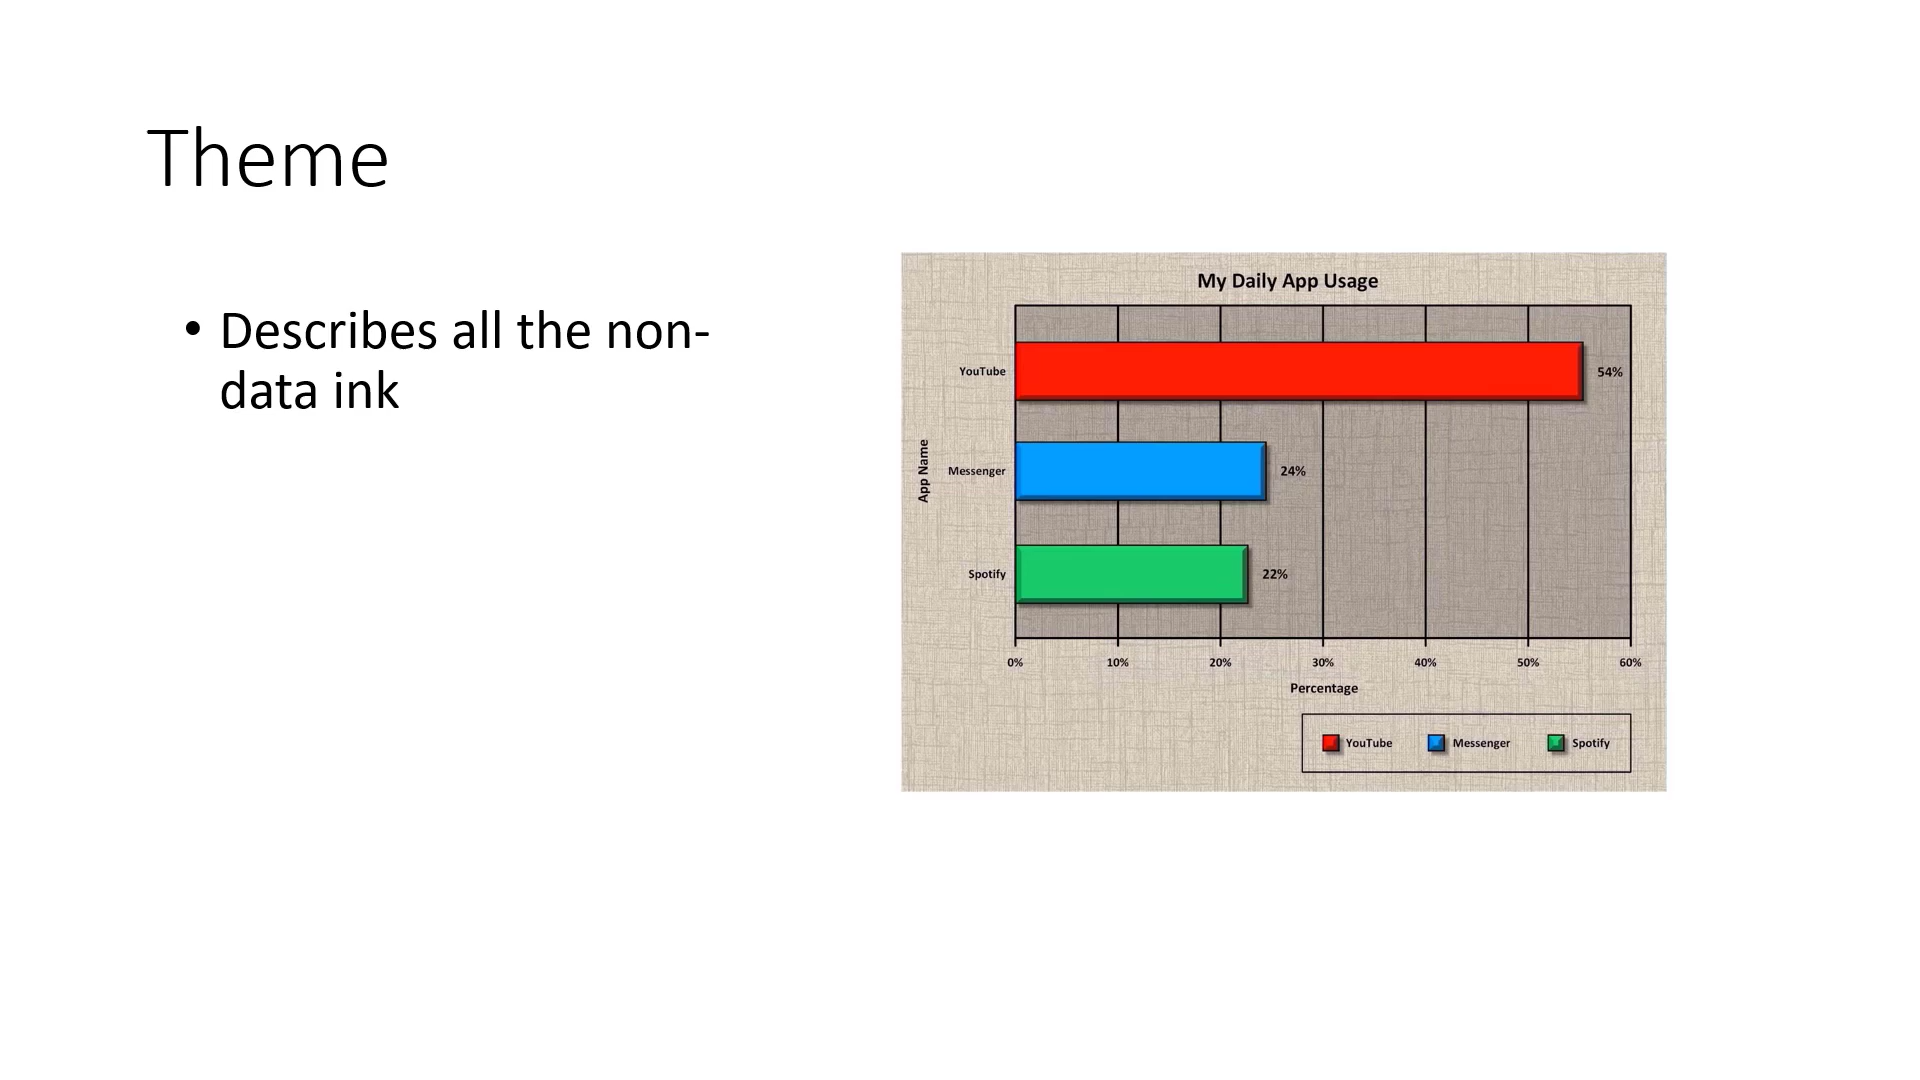 Theme
• Describes all the non-
data ink
My Daily App Usage
App Name
YouTube
54%
Messenger
24%
Spotify
22%
0% 10% 20% 30% 40% 50% 60%
Percentage
YouTube Messenger Spotify